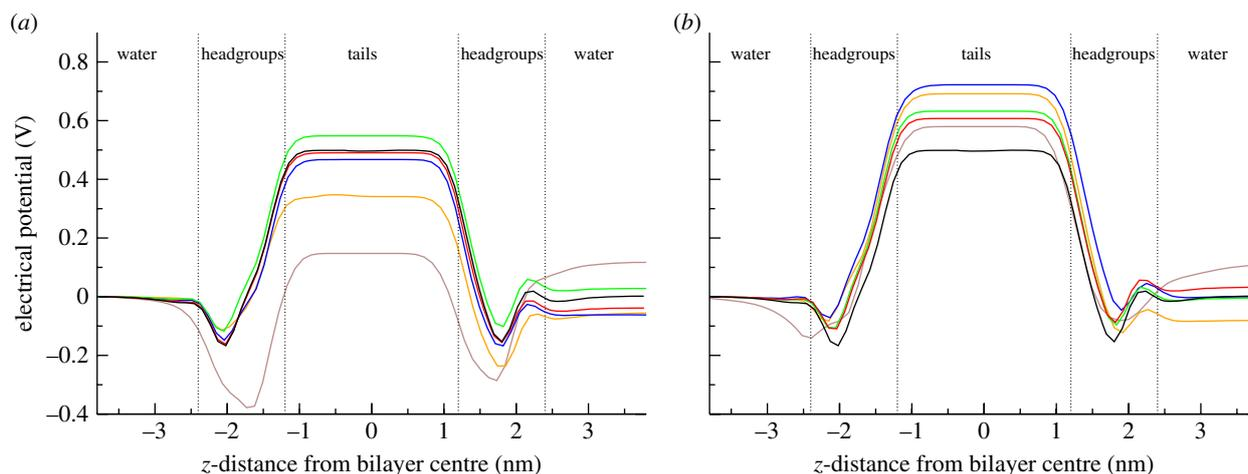 (a)
(b)
water headgroups tails headgroups water
water headgroups tails headgroups water
0.8
0.6
0.4
0.2
0
–0.2
–0.4
electrical potential (V)
–3 –2 –1 0 1 2 3
–3 –2 –1 0 1 2 3
z-distance from bilayer centre (nm)
z-distance from bilayer centre (nm)